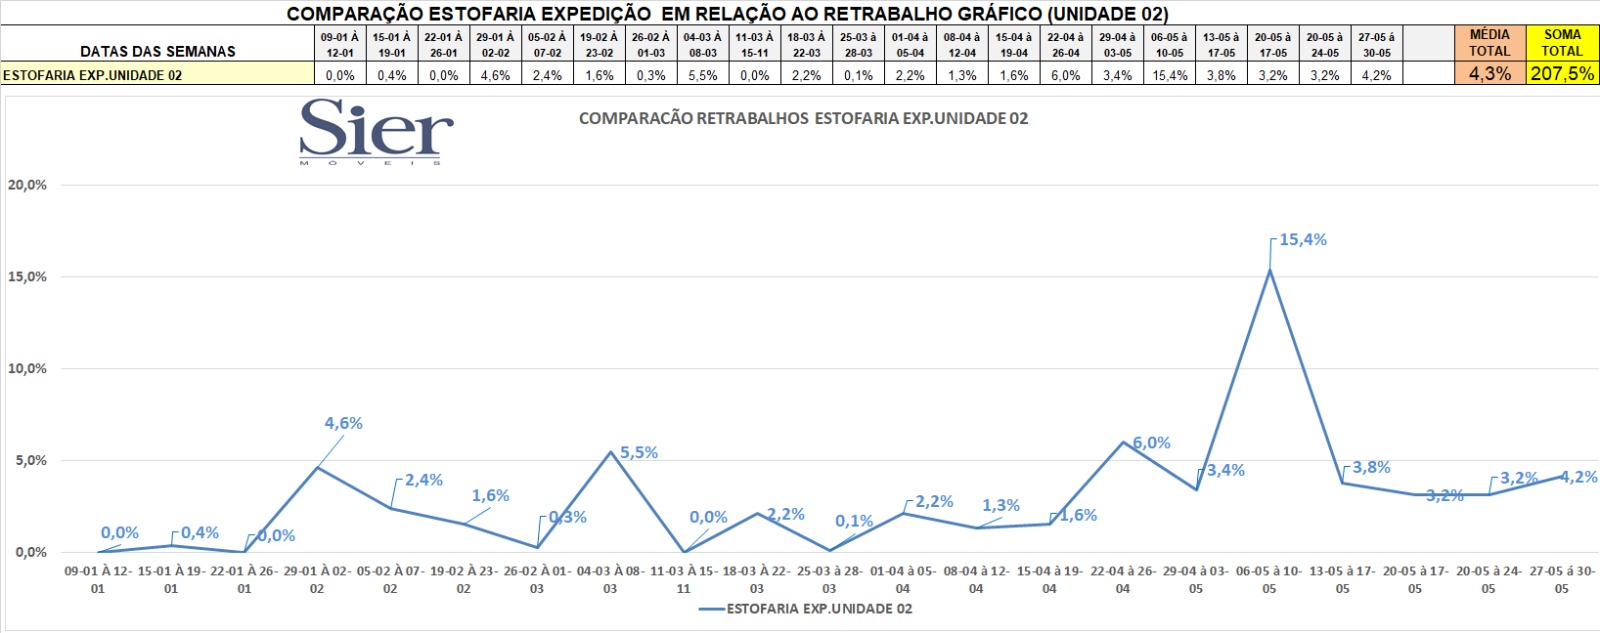 COMPARAÇÃO ESTOFARIA EXPEDIÇÃO EM RELAÇÃO AO RETRABALHO GRÁFICO (UNIDADE 02)
DATAS DAS SEMANAS 09-01 À 12-01 15-01 À 19-01 22-01 À 26-01 29-01 À 02-02 05-02 À 07-02 19-02 À 23-02 26-02 À 01-03 04-03 À 08-03 11-03 À 15-11 18-03 À 22-03 25-03 à 28-03 01-04 à 05-04 08-04 à 12-04 15-04 à 19-04 22-04 à 26-04 29-04 á 03-05 06-05 à 10-05 13-05 à 17-05 20-05 à 17-05 20-05 à 24-05 27-05 á 30-05 MÉDIA TOTAL SOMA TOTAL
ESTOFARIA EXP.UNIDADE 02 0,0% 0,4% 0,0% 4,6% 2,4% 1,6% 0,3% 5,5% 0,0% 2,2% 0,1% 2,2% 1,3% 1,6% 6,0% 3,4% 15,4% 3,8% 3,2% 3,2% 4,2% 4,3% 207,5%
Sier
MÓVEIS
COMPARACÃO RETRABALHOS ESTOFARIA EXP.UNIDADE 02
20,0%
15,4%
15,0%
10,0%
5,0%
0,0%
0,0% 0,4% 0,0% 4,6% 2,4% 1,6% 0,3% 5,5% 0,0% 2,2% 0,1% 2,2% 1,3% 1,6% 6,0% 3,4% 3,8% 3,2% 3,2% 4,2%
09-01 À 12- 15-01 À 19- 22-01 À 26- 29-01 À 02- 05-02 À 07- 19-02 À 23- 26-02 À 01- 04-03 À 08- 11-03 À 15- 18-03 À 22- 25-03 à 28- 01-04 à 05- 08-04 à 12- 15-04 à 19- 22-04 à 26- 29-04 á 03- 06-05 à 10- 13-05 à 17- 20-05 à 17- 20-05 à 24- 27-05 á 30-
01 01 01 02 02 02 03 03 11 03 03 04 04 04 04 05 05 05 05 05 05
ESTOFARIA EXP.UNIDADE 02